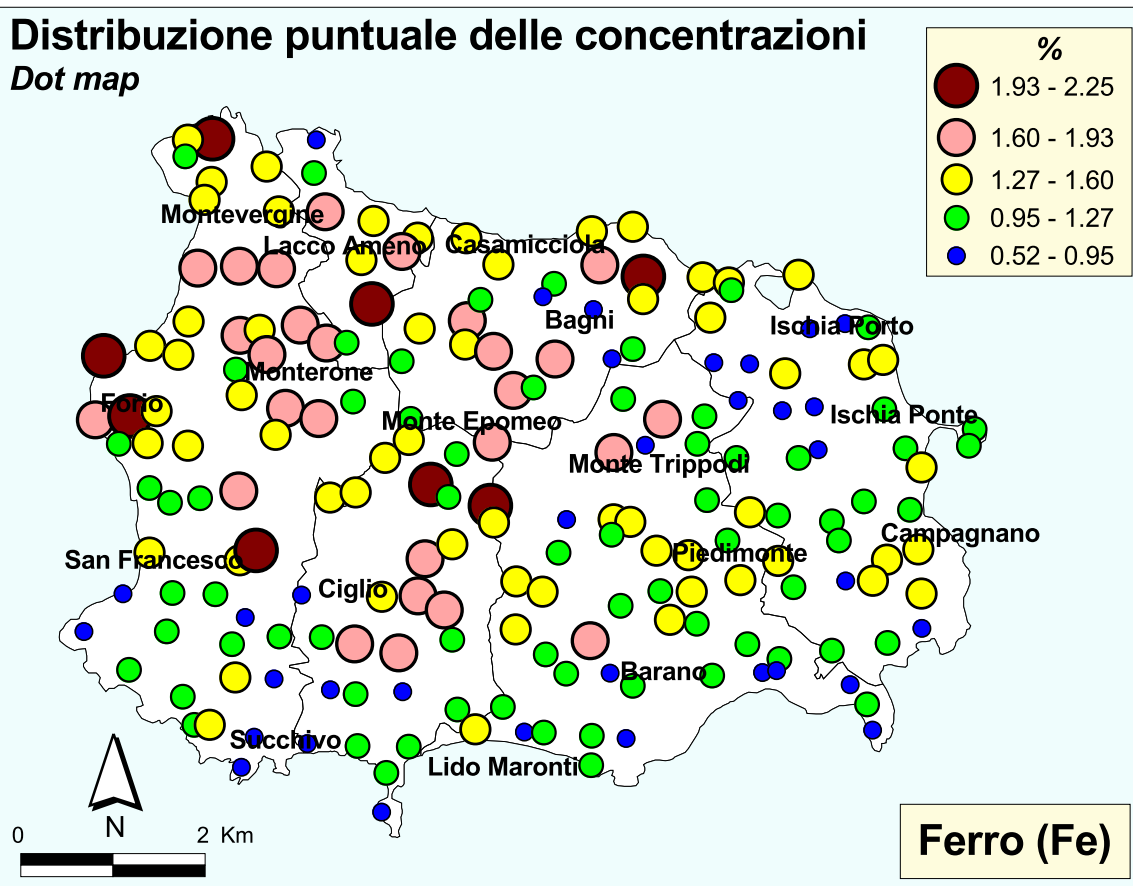 Distribuzione puntuale delle concentrazioni
Dot map
%
1.93 - 2.25
1.60 - 1.93
1.27 - 1.60
0.95 - 1.27
0.52 - 0.95
Montevergine
Lacco Ameno
Casamicciola
Bagni
Ischia Porto
Monterone
Forio
Monte Epomeo
Ischia Ponte
Monte Trippodi
Campagnano
San Francesco
Piedimonte
Ciglio
Barano
Succhivo
Lido Maronti
N
0 2 Km
Ferro (Fe)